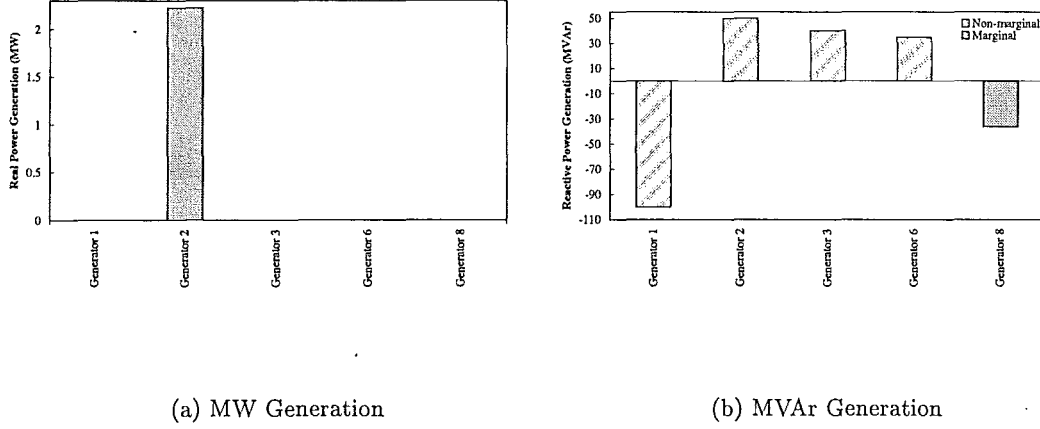 Real Power Generation (MW)
2
1.5
1
0.5
0
Generator 1
Generator 2
Generator 3
Generator 6
Generator 8
(a) MW Generation
Reactive Power Generation (MVAr)
50
30
10
-10
-30
-50
-70
-90
-110
Non-marginal
Marginal
Generator 1
Generator 2
Generator 3
Generator 6
Generator 8
(b) MVAr Generation